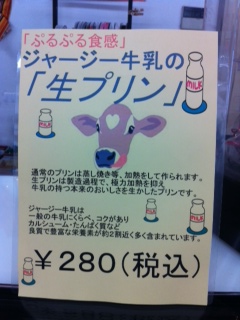 「ぷるぷる食感」
ジャージー牛乳の
「生プリン」
通常のプリンは蒸し焼き等、加熱をして作られます。
生プリンは製造過程で、極力加熱を抑え
牛乳の持つ本来のおいしさを生かしたプリンです。
ジャージー牛乳は
一般の牛乳にくらべ、コクがあり
カルシューム・たんぱく質など
良質で豊富な栄養素が約2割近く多く含まれています。
¥280(税込)
MILK
MILK
MILK
MILK
MILK